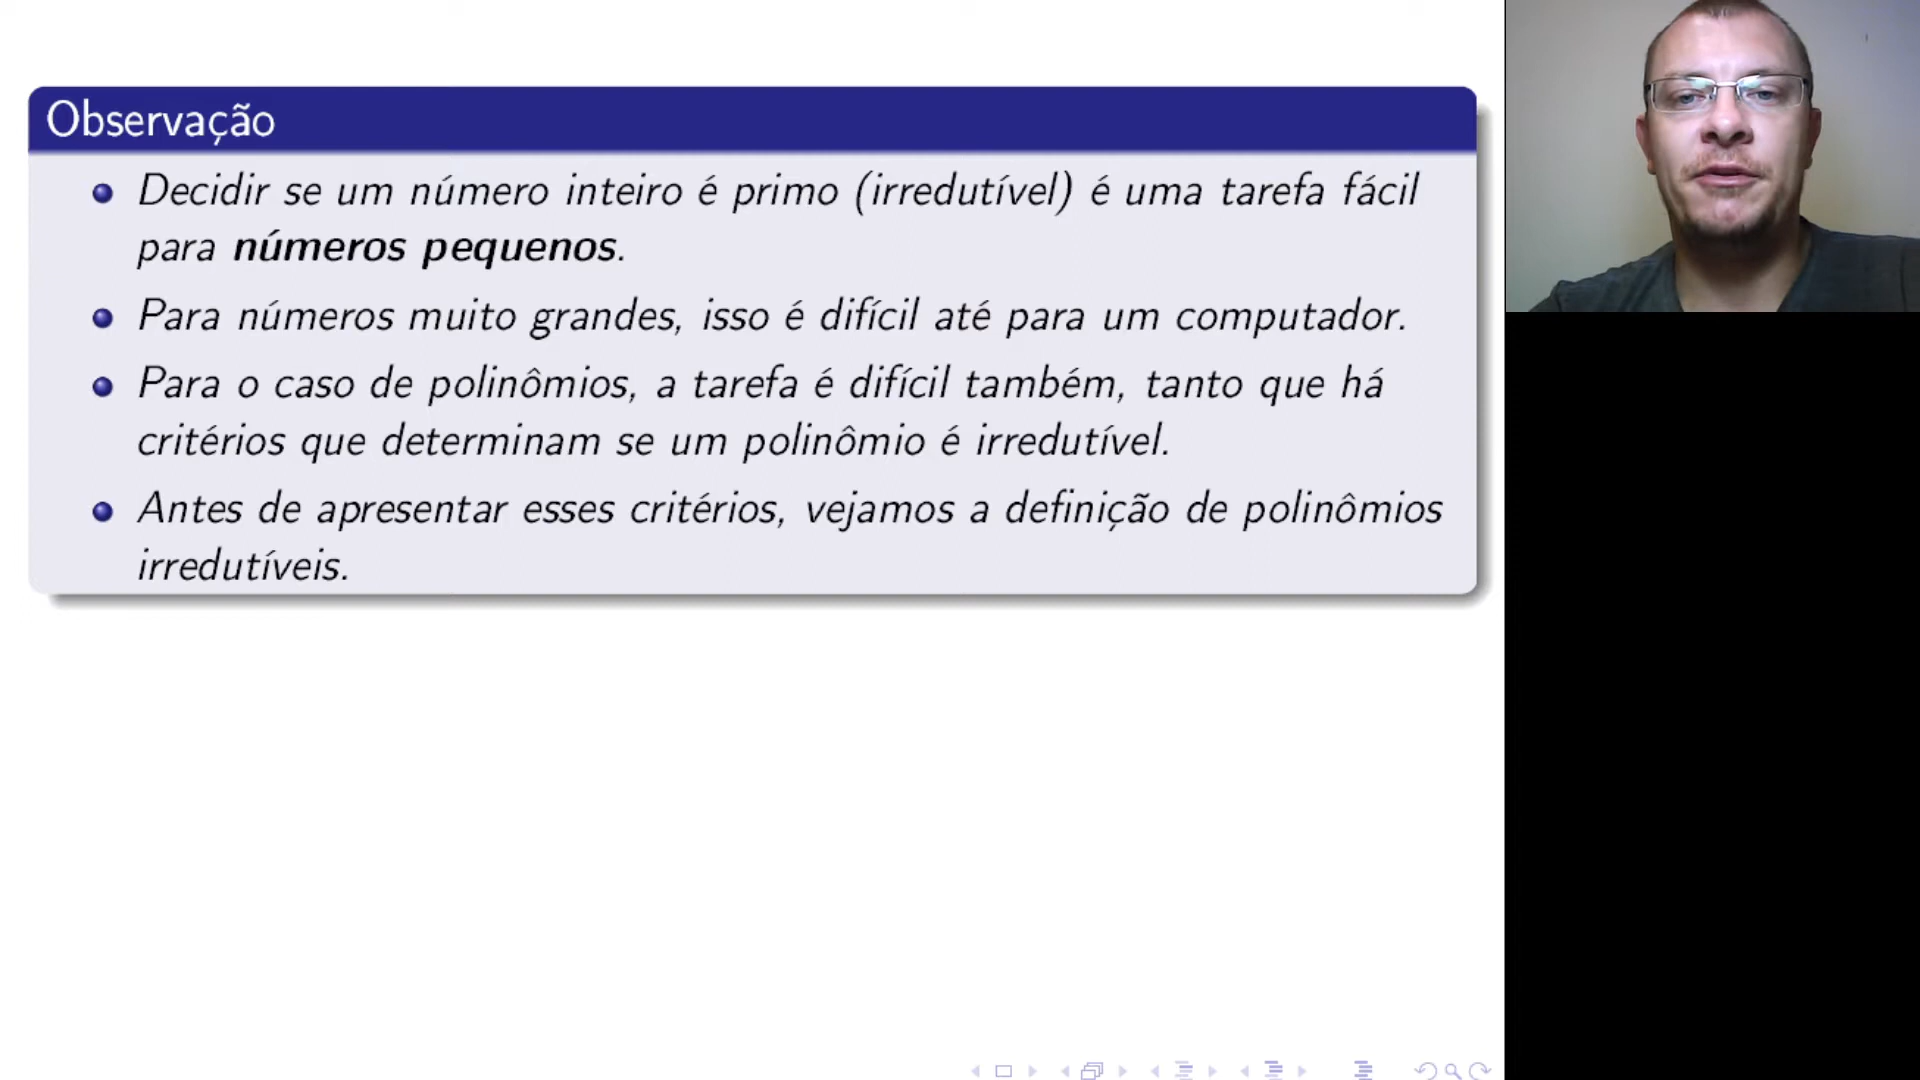 Observação
Decidir se um número inteiro é primo (irredutível) é uma tarefa fácil
para números pequenos.
Para números muito grandes, isso é difícil até para um computador.
Para o caso de polinômios, a tarefa é difícil também, tanto que há
critérios que determinam se um polinômio é irredutível.
Antes de apresentar esses critérios, vejamos a definição de polinômios
irredutíveis.